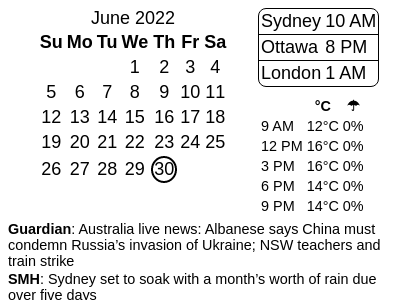 June 2022
Su Mo Tu We Th Fr Sa
1 2 3 4
5 6 7 8 9 10 11
12 13 14 15 16 17 18
19 20 21 22 23 24 25
26 27 28 29 30
Sydney 10 AM
Ottawa 8 PM
London 1 AM
°C ☂
9 AM 12°C 0%
12 PM 16°C 0%
3 PM 16°C 0%
6 PM 14°C 0%
9 PM 14°C 0%
Guardian: Australia live news: Albanese says China must
condemn Russia’s invasion of Ukraine; NSW teachers and
train strike
SMH: Sydney set to soak with a month’s worth of rain due
over five days